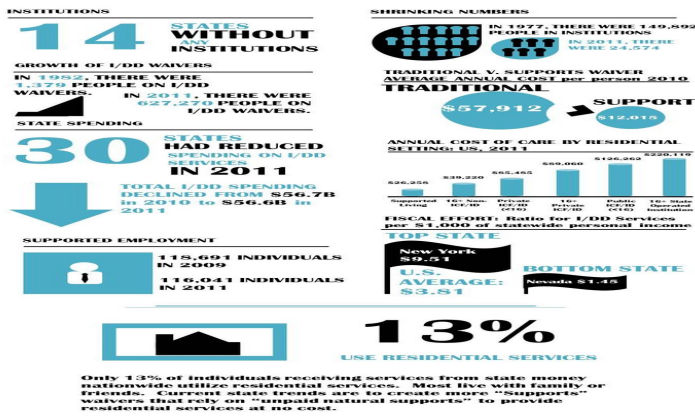 INSTITUTIONS
14
STATES
WITHOUT
ANY
INSTITUTIONS
GROWTH OF I/DD WAIVERS
IN 1982, THERE WERE
1,379 PEOPLE ON I/DD
WAIVERS.
IN 2011, THERE WERE
627,270 PEOPLE ON
I/DD WAIVERS.
STATE SPENDING
30
STATES
HAD REDUCED
SPENDING ON I/DD
SERVICES
IN 2011
TOTAL I/DD SPENDING
DECLINED FROM $56.7B
in 2010 to $56.6B in
2011
SUPPORTED EMPLOYMENT
118,691 INDIVIDUALS
IN 2009
116,041 INDIVIDUALS
IN 2011
SHRINKING NUMBERS
IN 1977, THERE WERE 149,892
PEOPLE IN INSTITUTIONS
IN 2011, THERE
WERE 24,574
TRADITIONAL V. SUPPORTS WAIVER
AVERAGE ANNUAL COST per person 2010
TRADITIONAL
$57,912
SUPPORT
$12,015
ANNUAL COST OF CARE BY RESIDENTIAL
SETTING: US, 2011
$26,258
$39,220
$55,465
$89,060
$126,262
$220,119
Supported
Living
16+ Non-
ICF/ID
Private
ICF/ID
(<16)
16+
Private
ICF/ID
Public
ICF/ID
(<16)
16+ State
Operated
Institution
FISCAL EFFORT: Ratio for I/DD Services
per $1,000 of statewide personal income
TOP STATE
New York
$9.51
U.S.
AVERAGE:
$3.81
BOTTOM STATE
Nevada $1.45
13%
USE RESIDENTIAL SERVICES
Only 13% of individuals receiving services from state money
nationwide utilize residential services. Most live with family or
friends. Current state trends are to create more “Supports”
waivers that rely on “unpaid natural supports” to provide
residential services at no cost.